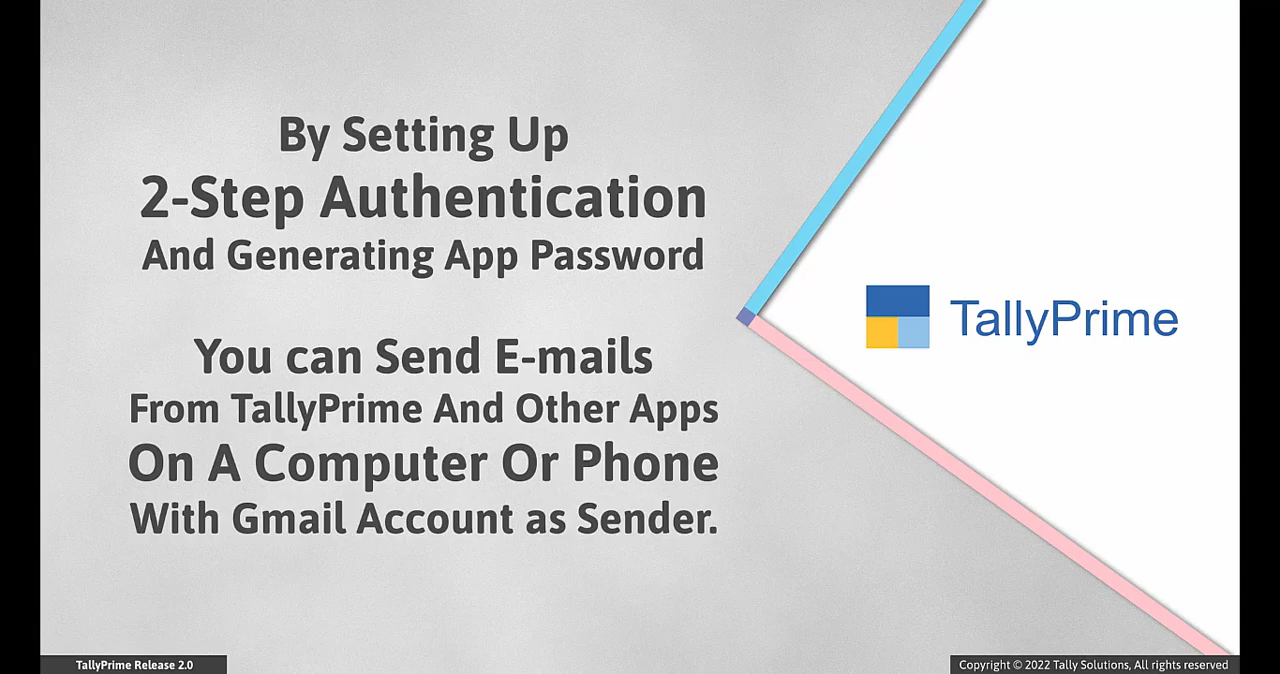 By Setting Up
2-Step Authentication
And Generating App Password
You can Send E-mails
From TallyPrime And Other Apps
On A Computer Or Phone
With Gmail Account as Sender.
TallyPrime
TallyPrime Release 2.0
Copyright © 2022 Tally Solutions, All rights reserved